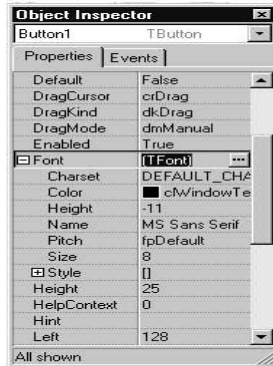 Object Inspector
Button1 TButton
Properties Events
Default False
DragCursor crDrag
DragKind dkDrag
DragMode dmManual
Enabled True
Font (TFont) ...
Charset DEFAULT_CHA
Color clWindowTe
Height -11
Name MS Sans Serif
Pitch fpDefault
Size 8
Style []
Height 25
HelpContext 0
Hint
Left 128
All shown